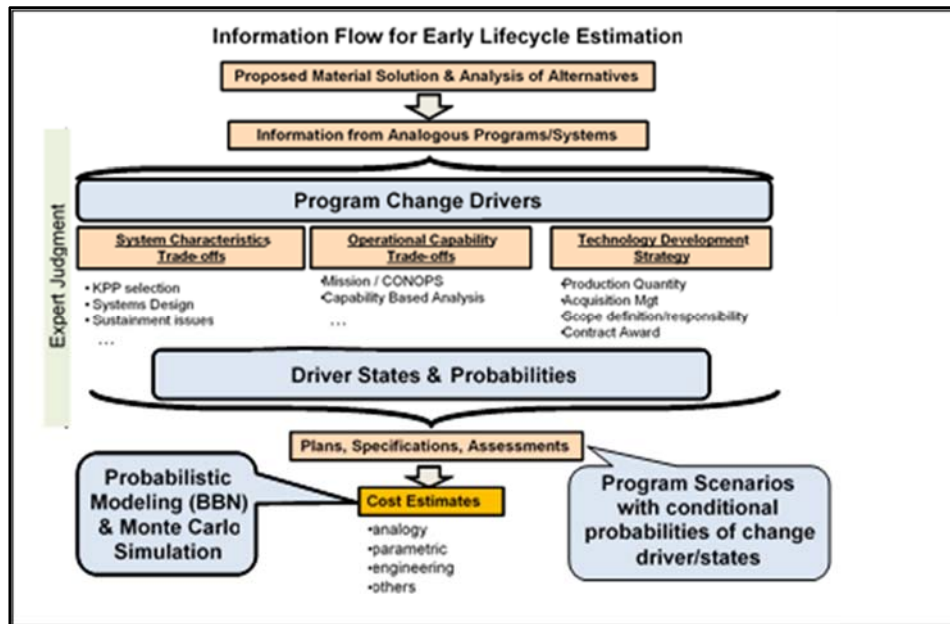 Information Flow for Early Lifecycle Estimation
Proposed Material Solution & Analysis of Alternatives
Information from Analogous Programs/Systems
Expert Judgment
Program Change Drivers
System Characteristics
Trade-offs
• KPP selection
• Systems Design
• Sustainment issues
...
Operational Capability
Trade-offs
•Mission / CONOPS
•Capability Based Analysis
...
Technology Development
Strategy
•Production Quantity
•Acquisition Mgt
•Scope definition/responsibility
•Contract Award
Driver States & Probabilities
Plans, Specifications, Assessments
Probabilistic
Modeling (BBN)
& Monte Carlo
Simulation
Cost Estimates
•analogy
•parametric
•engineering
•others
Program Scenarios
with conditional
probabilities of change
driver/states